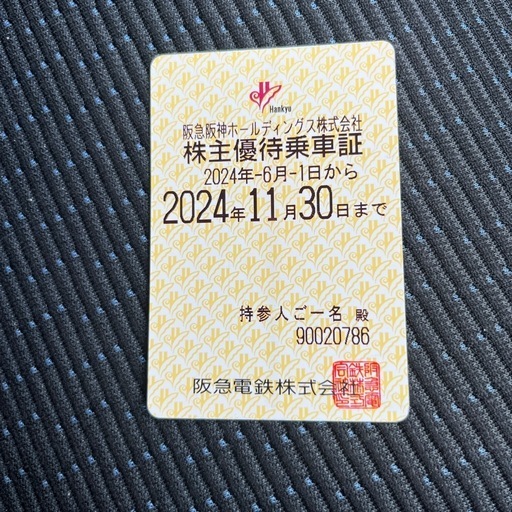 Hankyu
阪急阪神ホールディングス株式会社
株主優待乗車証
2024年-6月-1日から
2024年11月30日まで
持参人ご一名 殿
90020786
阪急電鉄株式会社